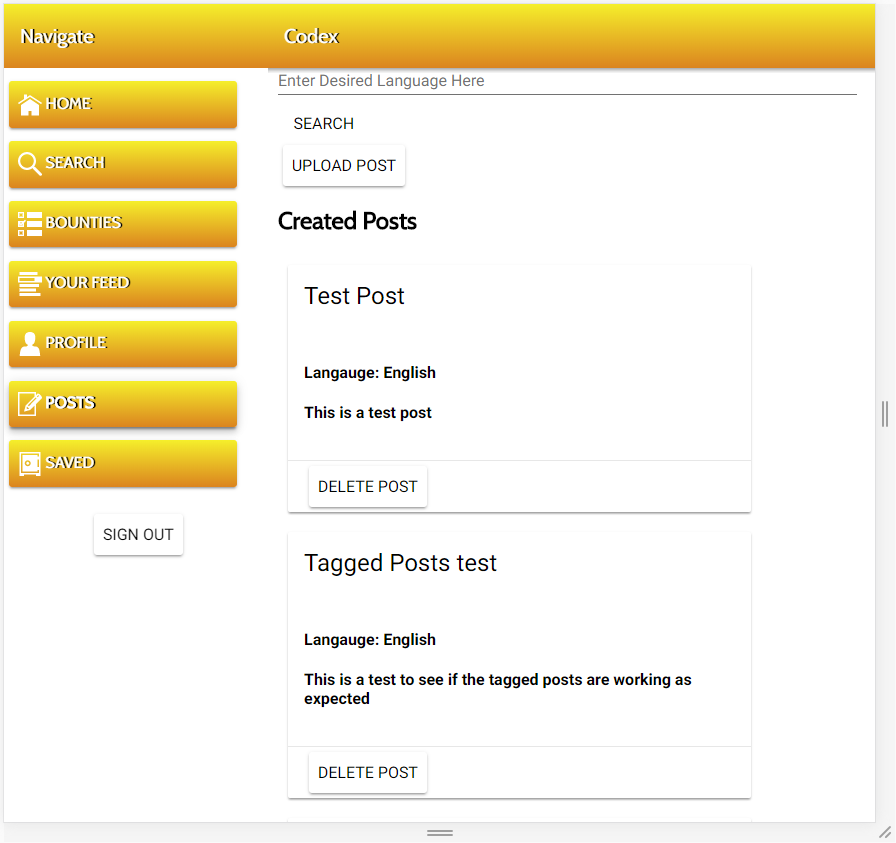 Navigate
Codex
HOME
SEARCH
BOUNTIES
YOUR FEED
PROFILE
POSTS
SAVED
SIGN OUT
Enter Desired Language Here
SEARCH
UPLOAD POST
Created Posts
Test Post
Langauge: English
This is a test post
DELETE POST
Tagged Posts test
Langauge: English
This is a test to see if the tagged posts are working as
expected
DELETE POST